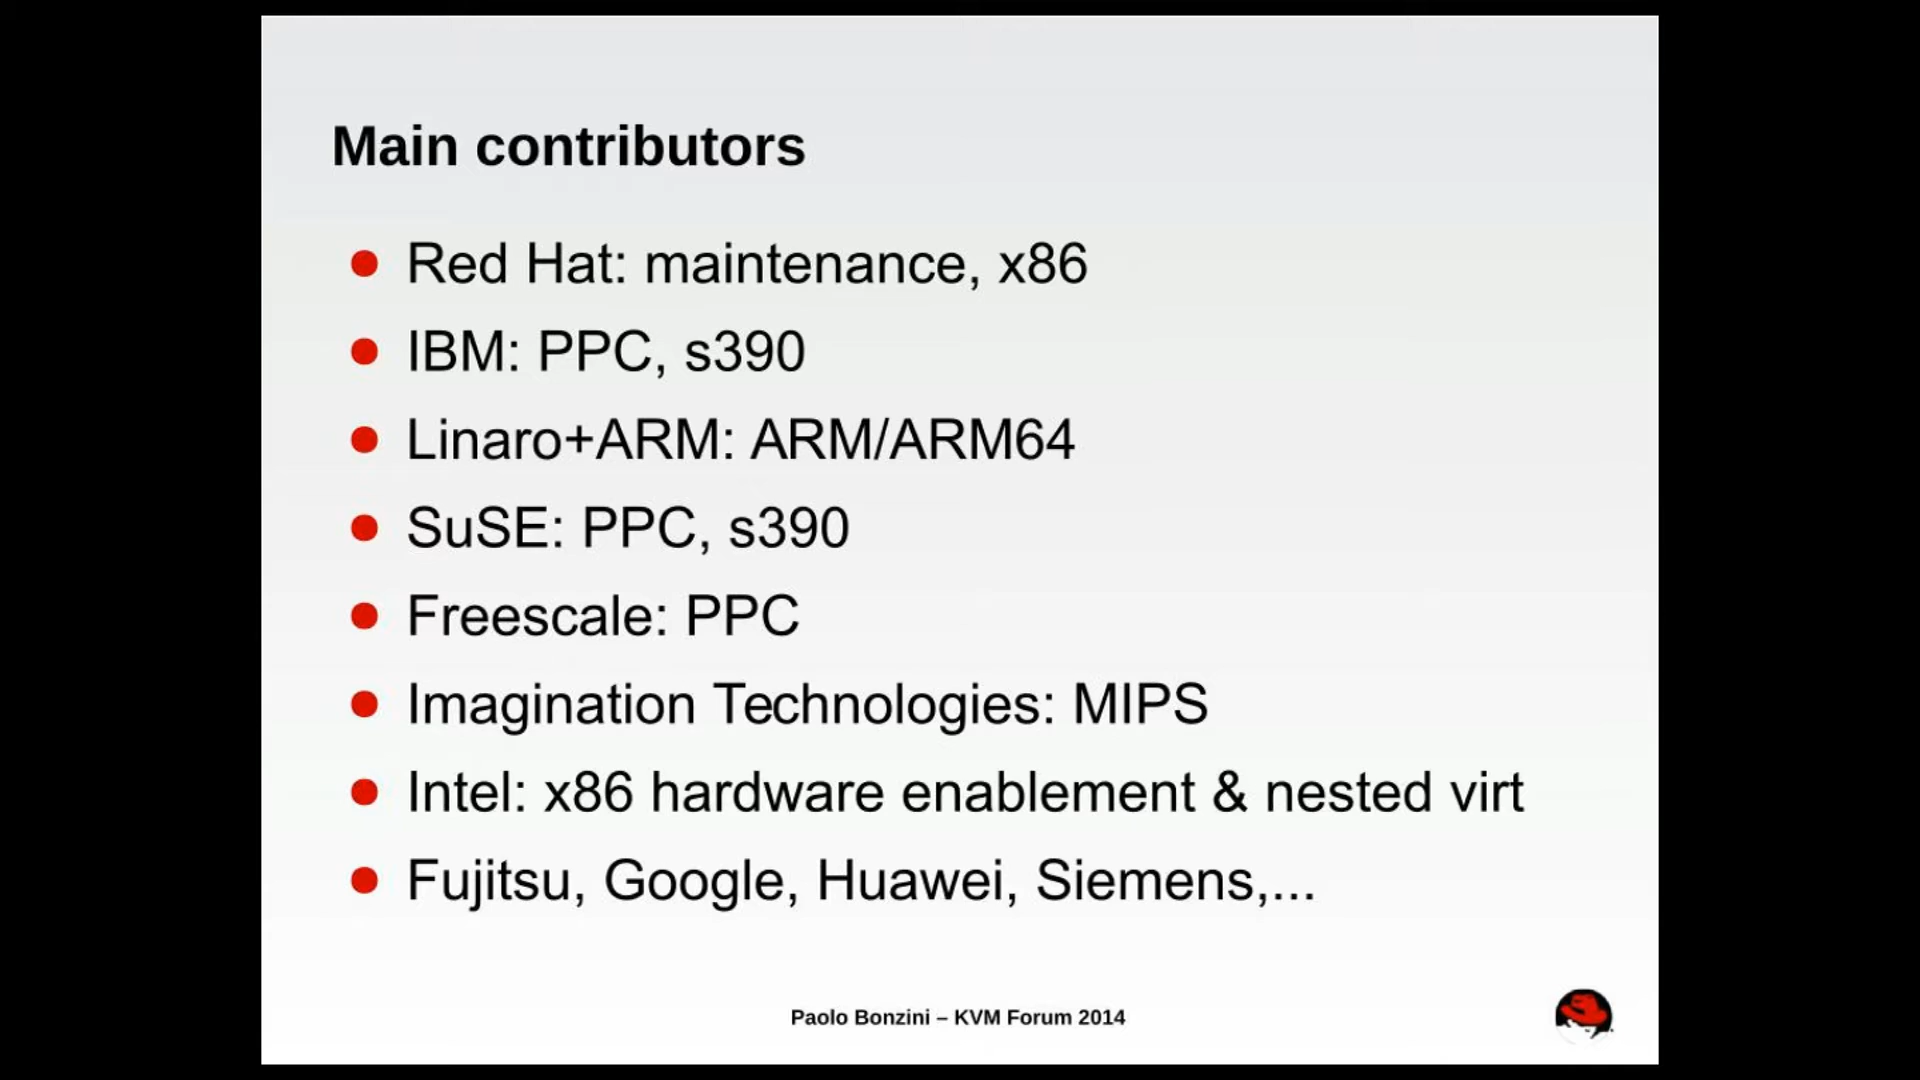 Main contributors
Red Hat: maintenance, x86
IBM: PPC, s390
Linaro+ARM: ARM/ARM64
SuSE: PPC, s390
Freescale: PPC
Imagination Technologies: MIPS
Intel: x86 hardware enablement & nested virt
Fujitsu, Google, Huawei, Siemens,...
Paolo Bonzini – KVM Forum 2014